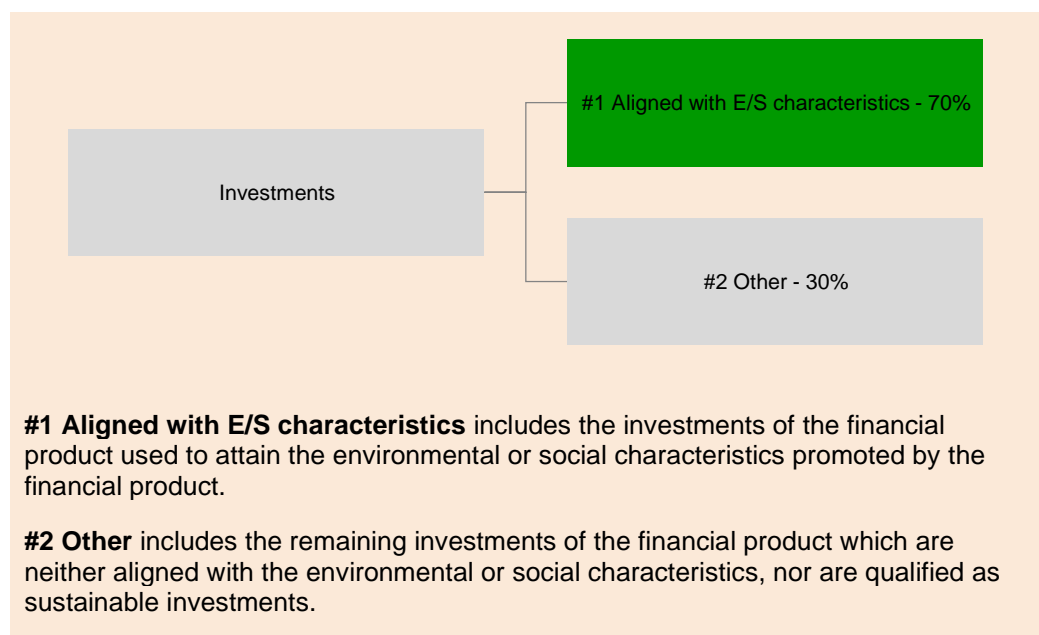 #1 Aligned with E/S characteristics - 70%
Investments
#2 Other - 30%
#1 Aligned with E/S characteristics includes the investments of the financial
product used to attain the environmental or social characteristics promoted by the
financial product.
#2 Other includes the remaining investments of the financial product which are
neither aligned with the environmental or social characteristics, nor are qualified as
sustainable investments.